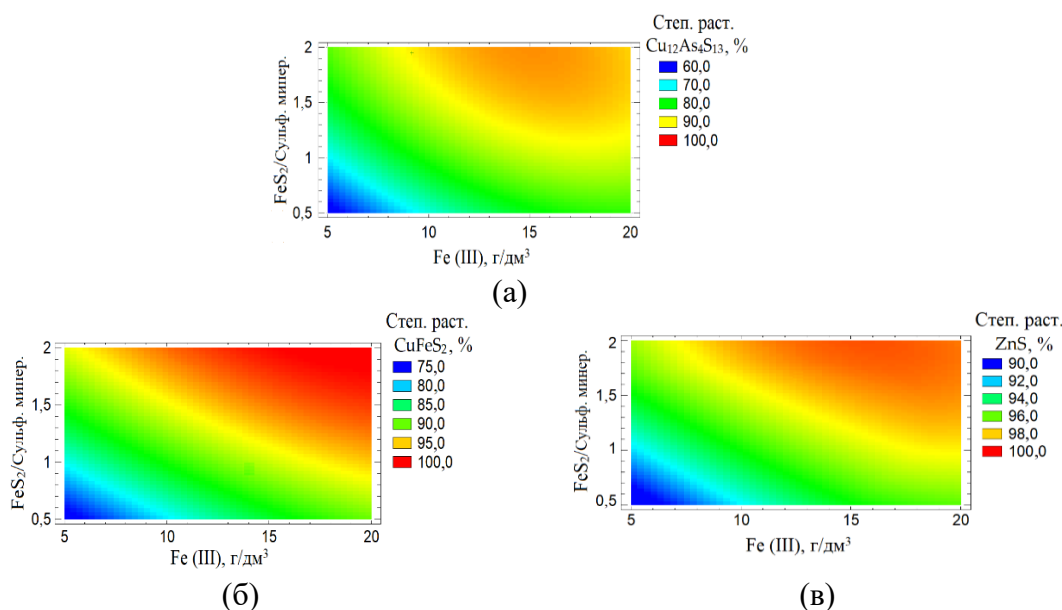 Степ. раст.
Cu₁₂As₄S₁₃, %
60,0
70,0
80,0
90,0
100,0
FeS₂/Сульф. минер.
2
1,5
1
0,5
5 10 15 20
Fe (III), г/дм³
(а)
Степ. раст.
CuFeS₂, %
75,0
80,0
85,0
90,0
95,0
100,0
FeS₂/Сульф. минер.
2
1,5
1
0,5
5 10 15 20
Fe (III), г/дм³
(б)
Степ. раст.
ZnS, %
90,0
92,0
94,0
96,0
98,0
100,0
FeS₂/Сульф. минер.
2
1,5
1
0,5
5 10 15 20
Fe (III), г/дм³
(в)